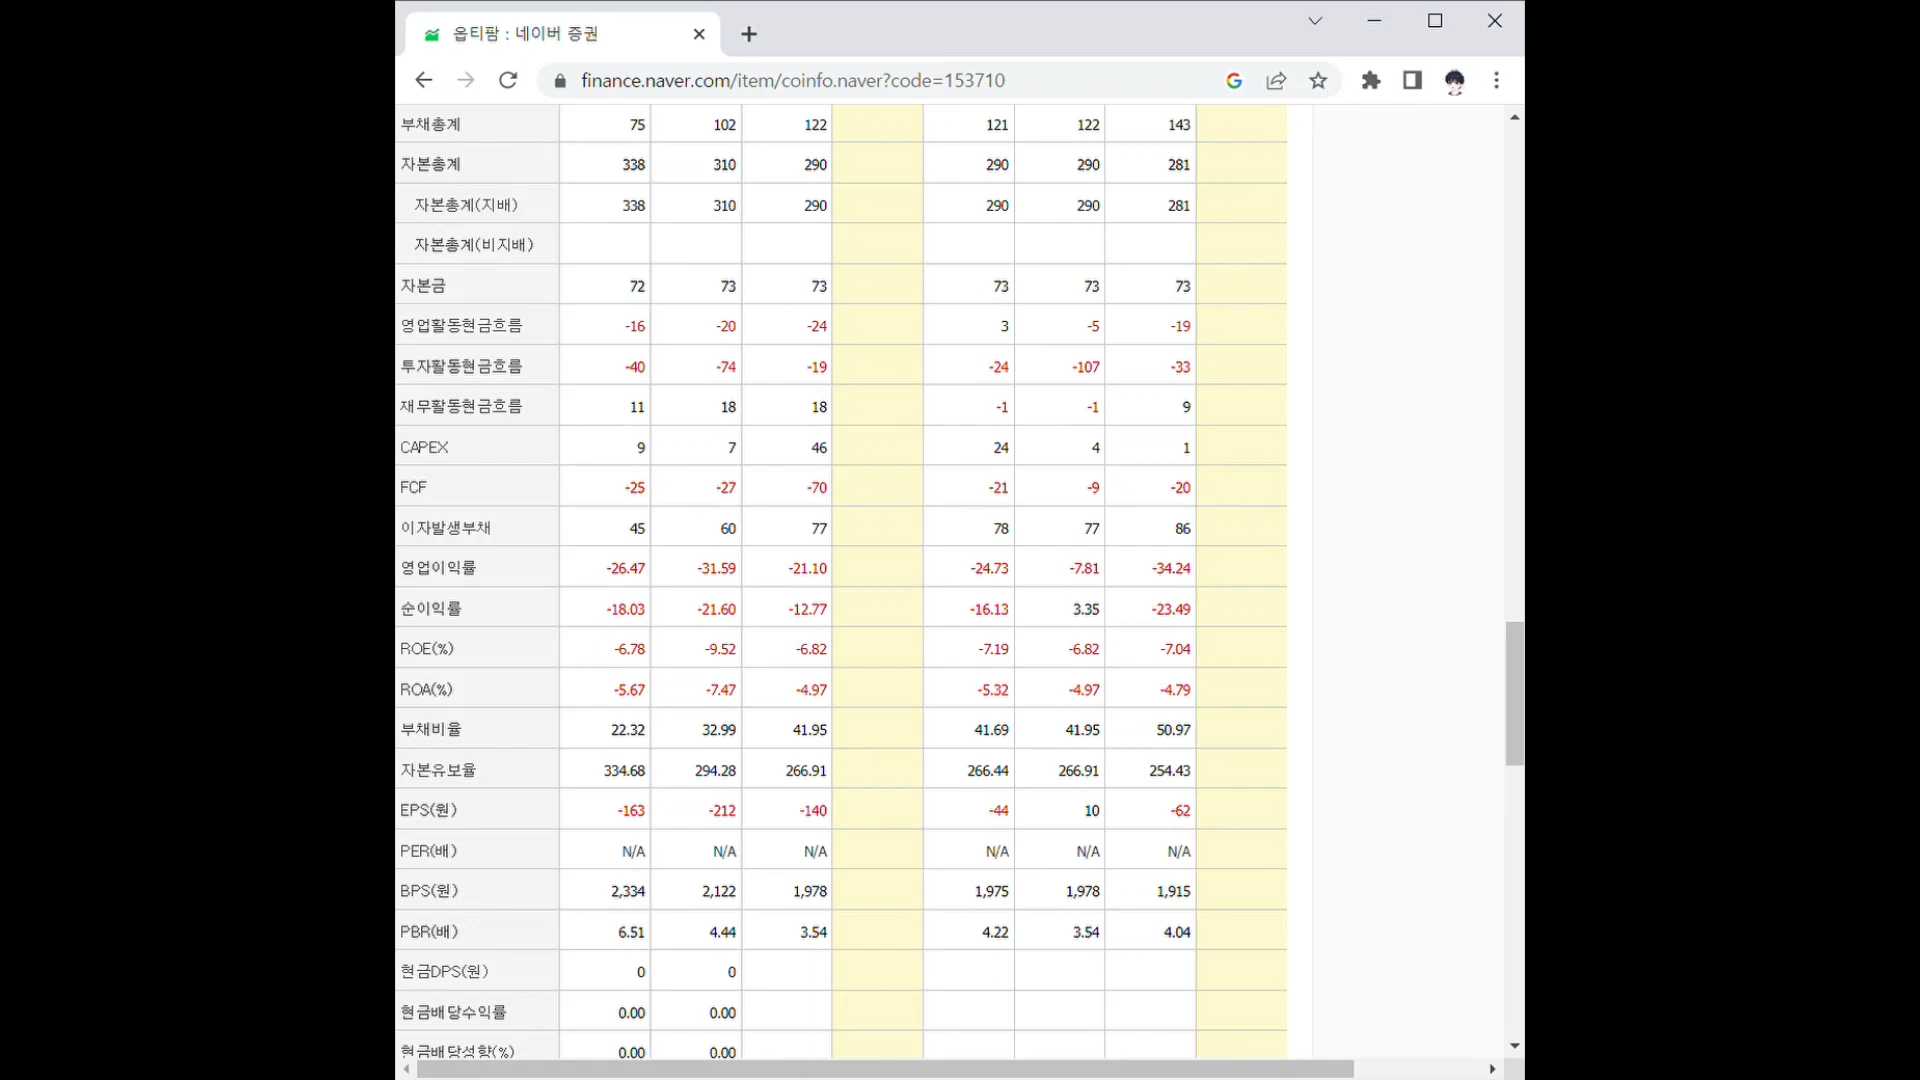 옵티팜 : 네이버 증권
finance.naver.com/item/coinfo.naver?code=153710
부채총계 75 102 122 121 122 143
자본총계 338 310 290 290 290 281
자본총계(지배) 338 310 290 290 290 281
자본총계(비지배)
자본금 72 73 73 73 73 73
영업활동현금흐름 -16 -20 -24 3 -5 -19
투자활동현금흐름 -40 -74 -19 -24 -107 -33
재무활동현금흐름 11 18 18 -1 -1 9
CAPEX 9 7 46 24 4 1
FCF -25 -27 -70 -21 -9 -20
이자발생부채 45 60 77 78 77 86
영업이익률 -26.47 -31.59 -21.10 -24.73 -7.81 -34.24
순이익률 -18.03 -21.60 -12.77 -16.13 3.35 -23.49
ROE(%) -6.78 -9.52 -6.82 -7.19 -6.82 -7.04
ROA(%) -5.67 -7.47 -4.97 -5.32 -4.97 -4.79
부채비율 22.32 32.99 41.95 41.69 41.95 50.97
자본유보율 334.68 294.28 266.91 266.44 266.91 254.43
EPS(원) -163 -212 -140 -44 10 -62
PER(배) N/A N/A N/A N/A N/A N/A
BPS(원) 2,334 2,122 1,978 1,975 1,978 1,915
PBR(배) 6.51 4.44 3.54 4.22 3.54 4.04
현금DPS(원) 0 0
현금배당수익률 0.00 0.00
현금배당성향(%) 0.00 0.00